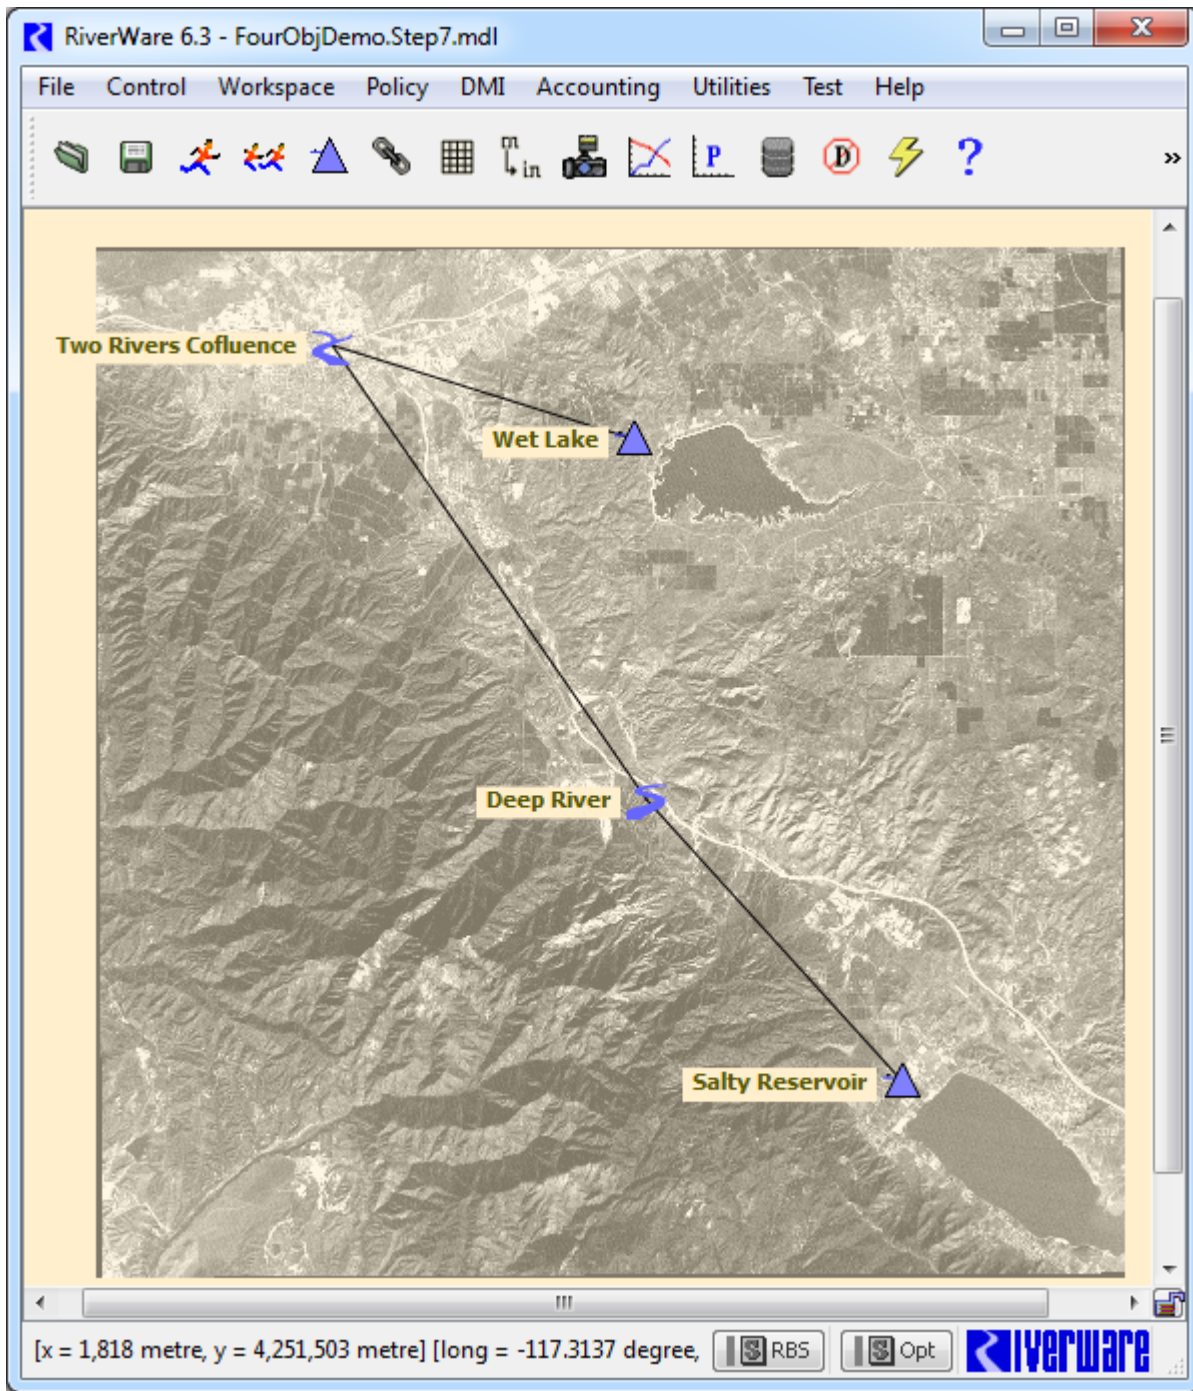 RiverWare 6.3 - FourObjDemo.Step7.mdl
File Control Workspace Policy DMI Accounting Utilities Test Help
m in P D ? »
Two Rivers Cofluence
Wet Lake
Deep River
Salty Reservoir
[x = 1,818 metre, y = 4,251,503 metre] [long = -117.3137 degree, S RBS S Opt Riverware